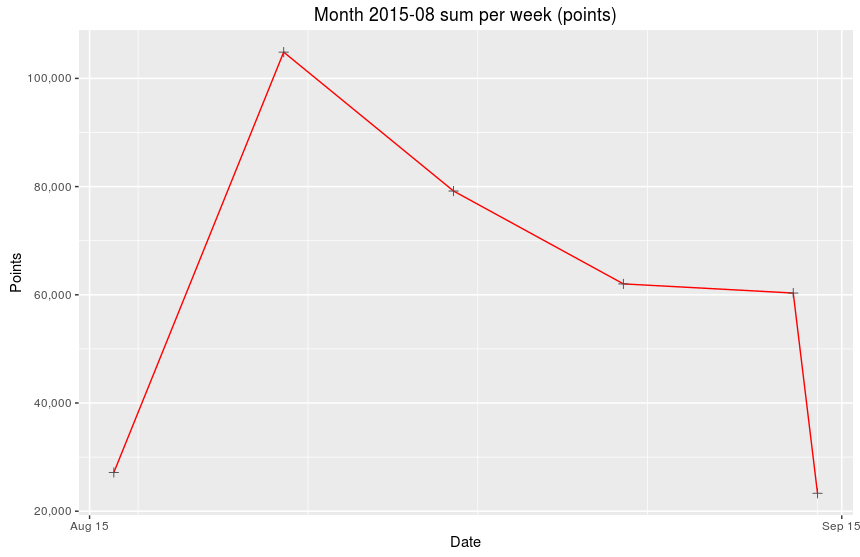 Month 2015-08 sum per week (points)
100,000
80,000
60,000
40,000
20,000
Points
Aug 15
Sep 15
Date